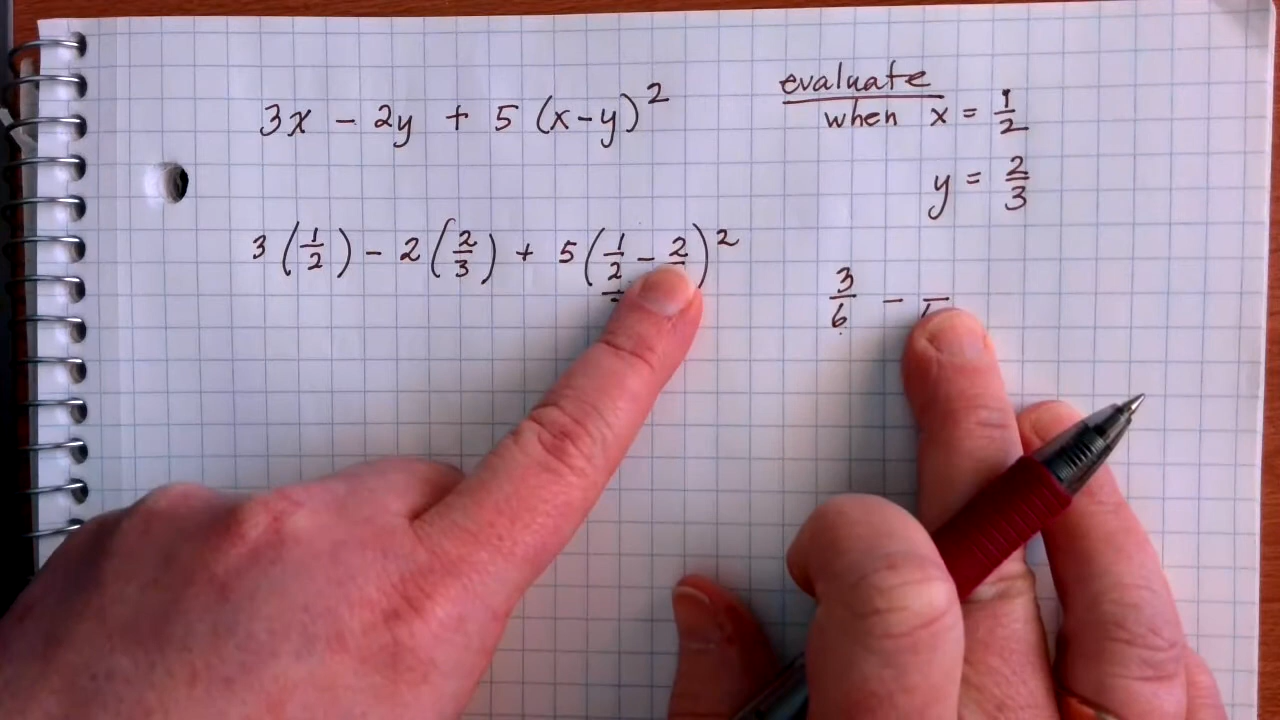 3x - 2y + 5 (x-y)²
evaluate
when x = 1/2
y = 2/3
3 (1/2) - 2 (2/3) + 5 (1/2 - 2/ )²
3/6 -